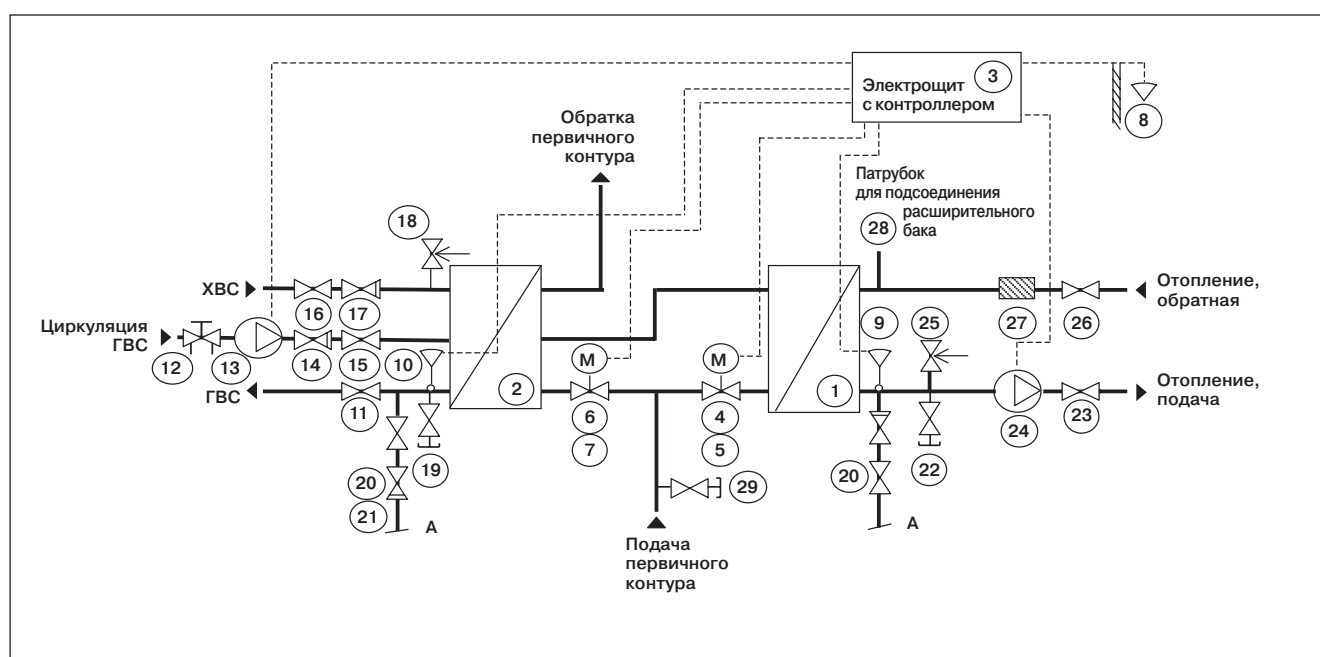 Электрощит
с контроллером
3
8
Обратка
первичного
контура
Патрубок
для подсоединения
расширительного
бака
18
28
ХВС
16
17
Отопление,
обратная
Циркуляция
ГВС
9
25
27
26
12
13
14
15
10
M
M
ГВС
11
2
6
7
4
5
1
24
23
Отопление,
подача
19
20
21
A
29
20
22
A
Подача
первичного
контура